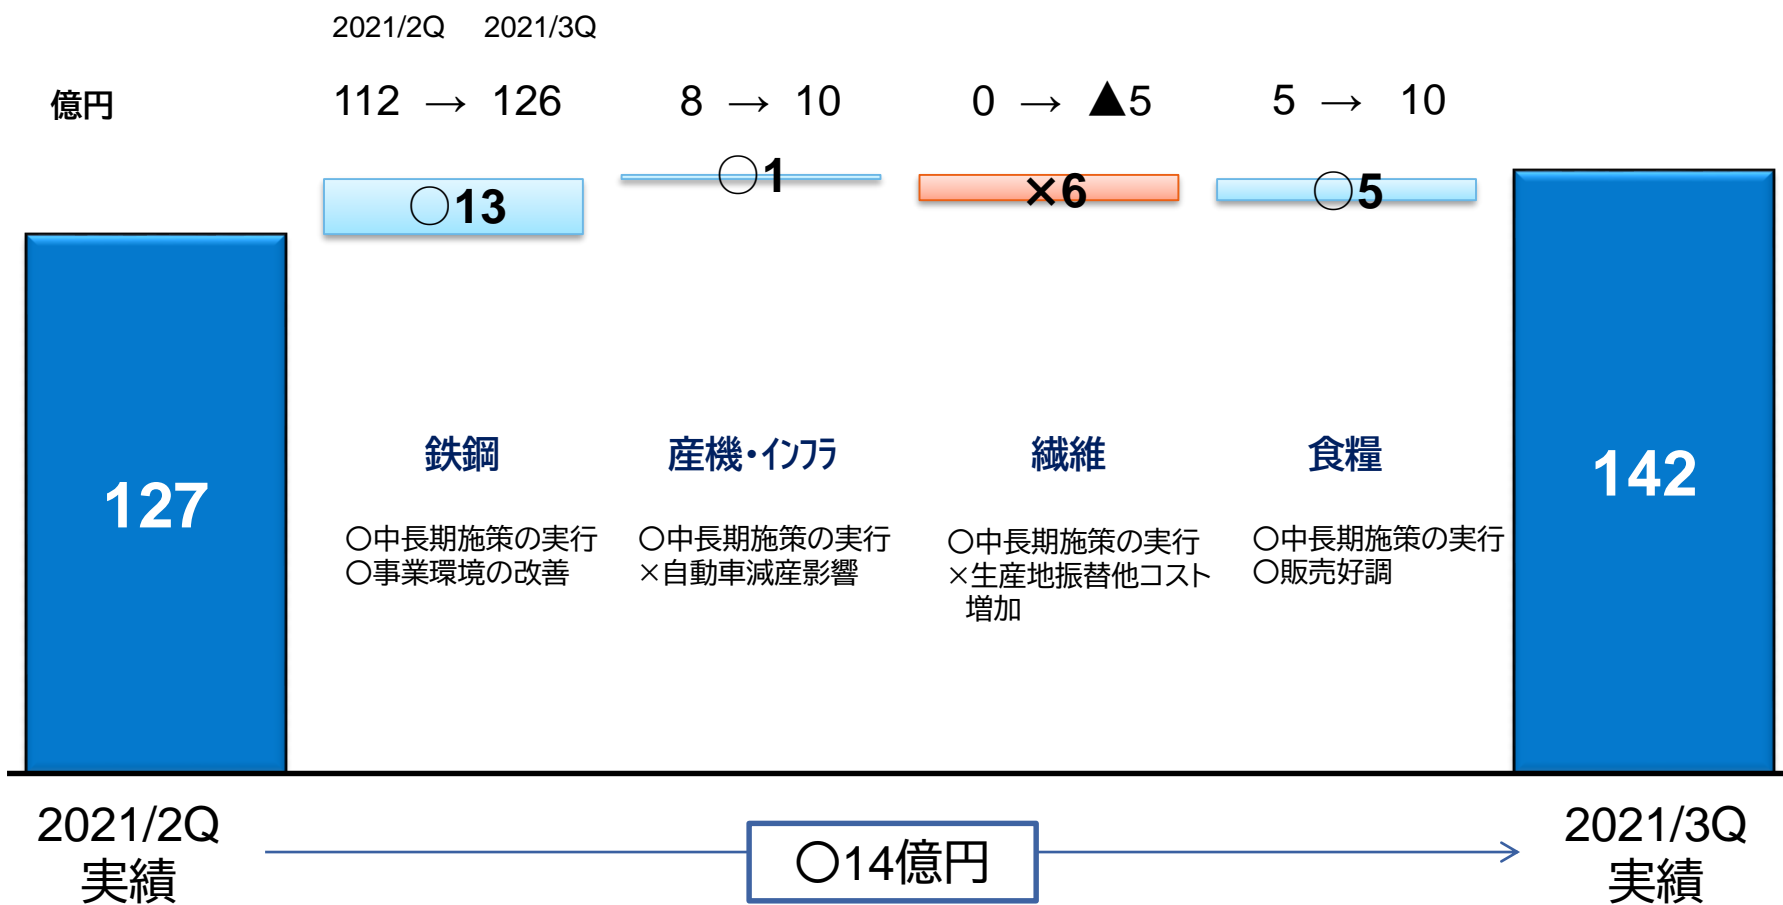 2021/2Q 2021/3Q
億円
112 → 126
8 → 10
0 → ▲5
5 → 10
○13
○1
×6
○5
127
鉄鋼
産機・インフラ
繊維
食糧
142
○中長期施策の実行
○事業環境の改善
○中長期施策の実行
×自動車減産影響
○中長期施策の実行
×生産地振替他コスト
増加
○中長期施策の実行
○販売好調
2021/2Q
実績
○14億円
2021/3Q
実績